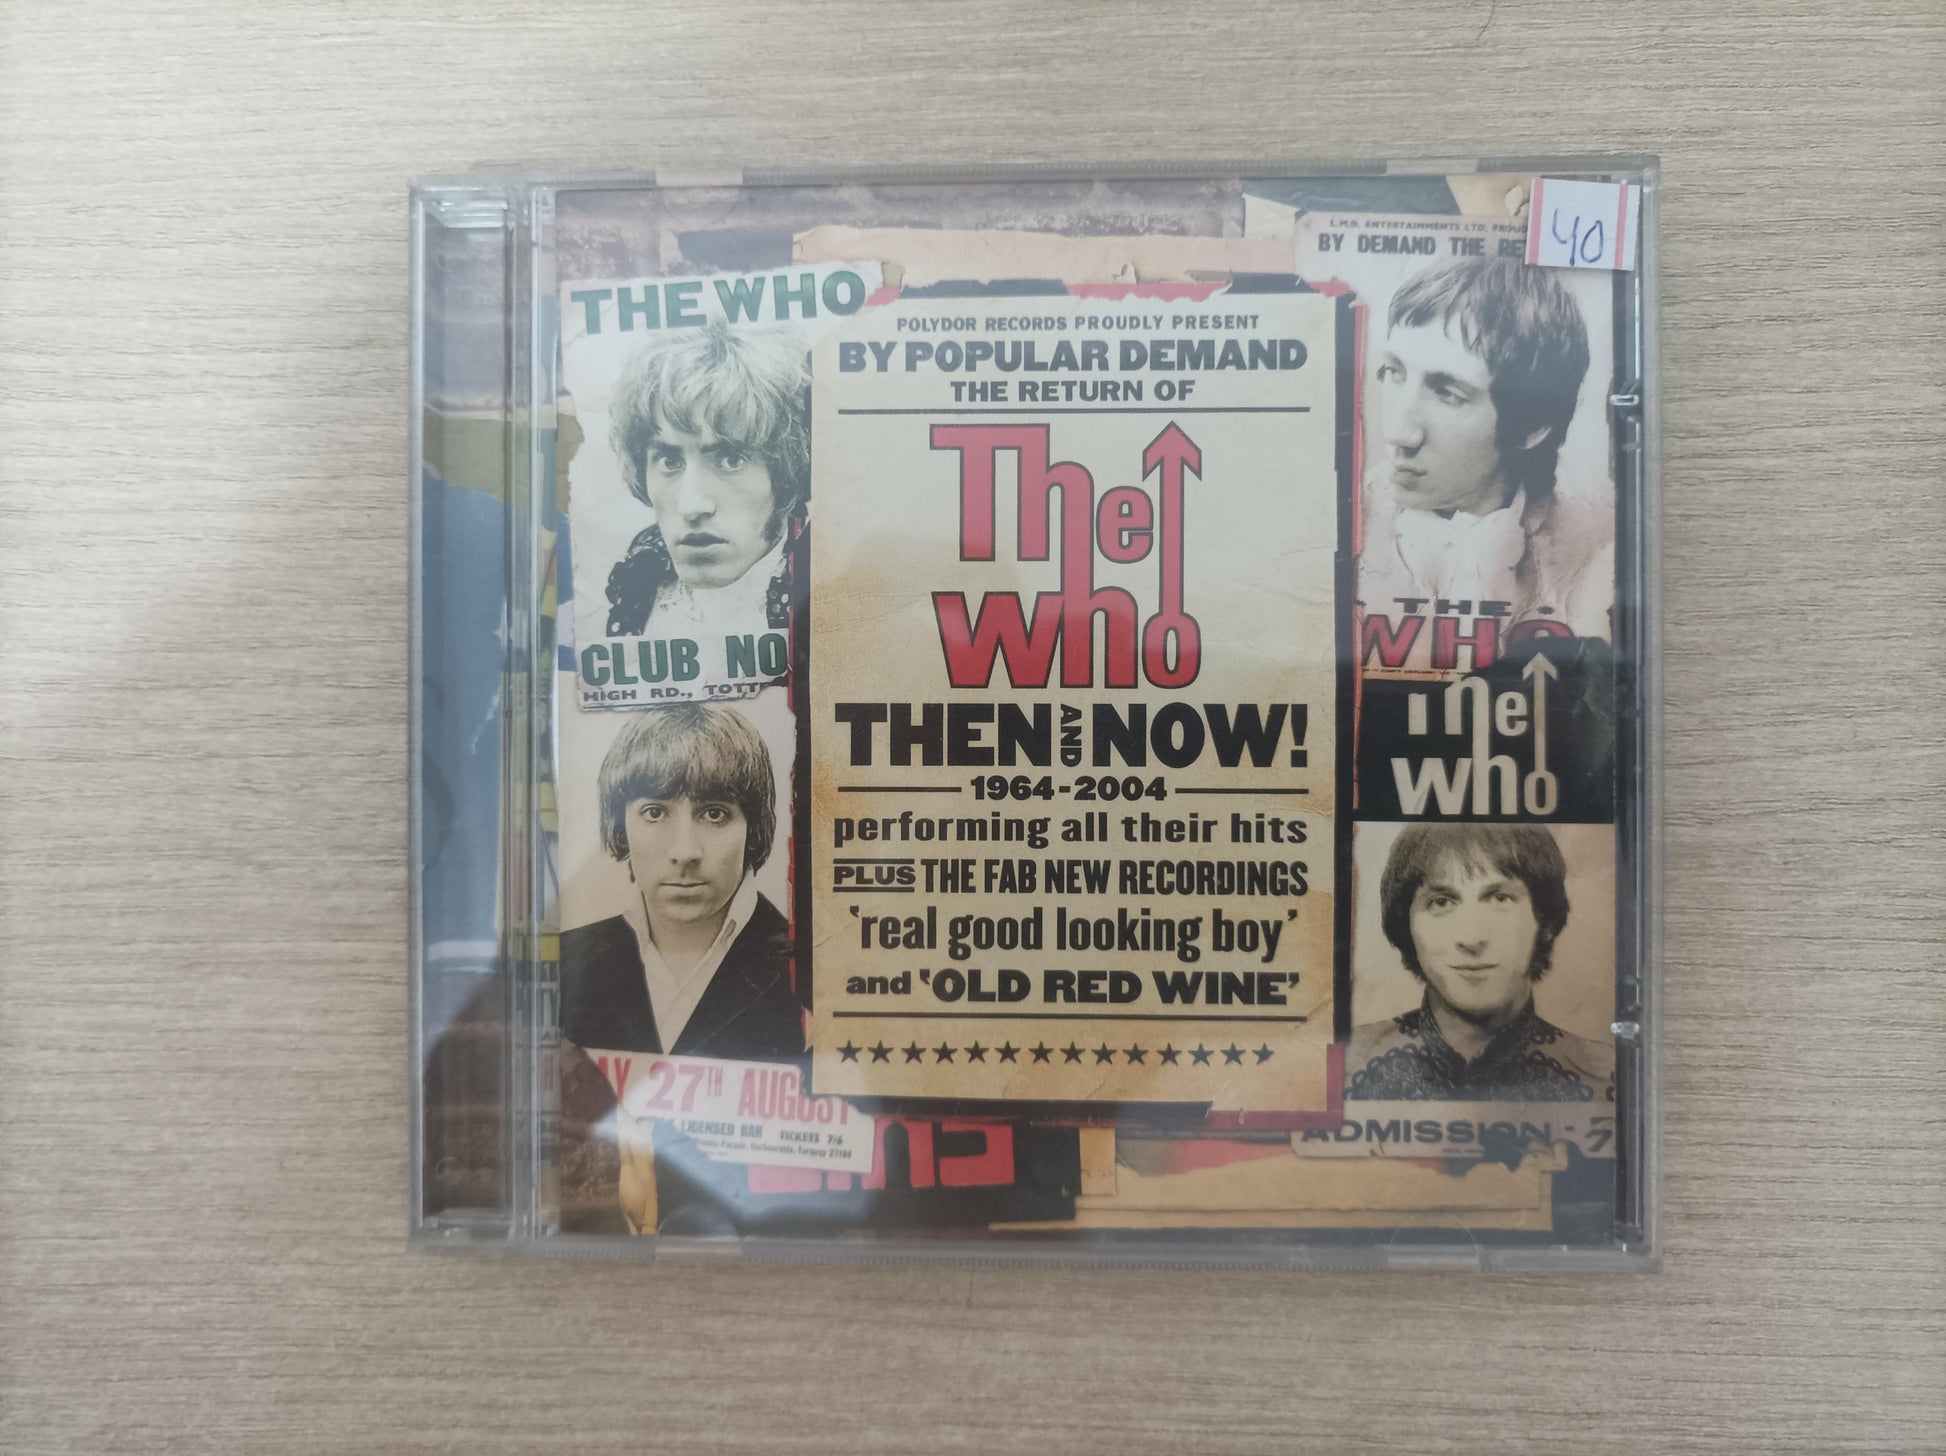 THE WHO
CLUB NO
HIGH RD., TOTT
27TH AUGUST
LICENSED BAR TICKETS 7/6
Torquay 27184
POLYDOR RECORDS PROUDLY PRESENT
BY POPULAR DEMAND
THE RETURN OF
The
who
THEN AND NOW!
1964-2004
performing all their hits
PLUS THE FAB NEW RECORDINGS
'real good looking boy'
and 'OLD RED WINE'
40
L.M.D. ENTERTAINMENTS LTD, PROUD
BY DEMAND THE RE
THE
WHO
The
who
ADMISSION - 7